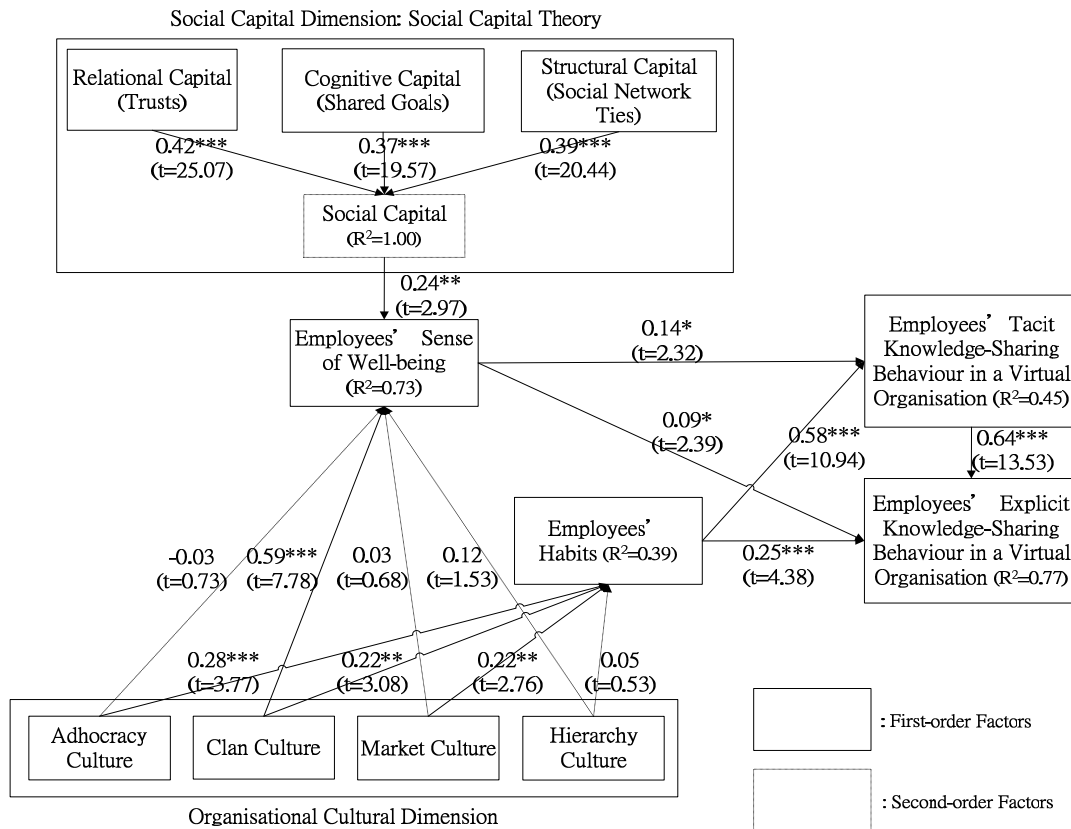 Social Capital Dimension: Social Capital Theory
Relational Capital
(Trusts)
Cognitive Capital
(Shared Goals)
Structural Capital
(Social Network
Ties)
0.42***
(t=25.07)
0.37***
(t=19.57)
0.39***
(t=20.44)
Social Capital
(R²=1.00)
0.24**
(t=2.97)
Employees’ Sense
of Well-being
(R²=0.73)
0.14*
(t=2.32)
Employees’ Tacit
Knowledge-Sharing
Behaviour in a Virtual
Organisation (R²=0.45)
0.09*
(t=2.39)
0.58***
(t=10.94)
0.64***
(t=13.53)
Employees’
Habits (R²=0.39)
0.25***
(t=4.38)
Employees’ Explicit
Knowledge-Sharing
Behaviour in a Virtual
Organisation (R²=0.77)
-0.03
(t=0.73)
0.59***
(t=7.78)
0.03
(t=0.68)
0.12
(t=1.53)
0.28***
(t=3.77)
0.22**
(t=3.08)
0.22**
(t=2.76)
0.05
(t=0.53)
Adhocracy
Culture
Clan Culture
Market Culture
Hierarchy
Culture
Organisational Cultural Dimension
: First-order Factors
: Second-order Factors